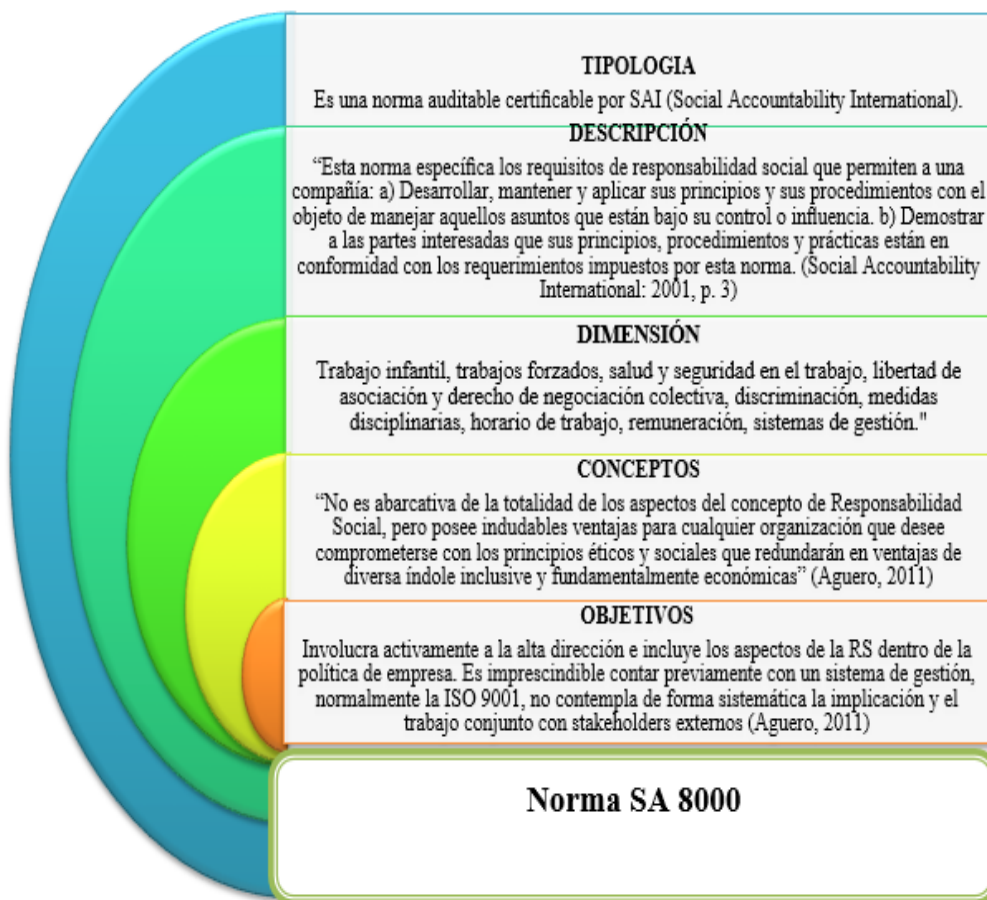 TIPOLOGIA
Es una norma auditable certificable por SAI (Social Accountability International).
DESCRIPCIÓN
“Esta norma específica los requisitos de responsabilidad social que permiten a una
compañía: a) Desarrollar, mantener y aplicar sus principios y sus procedimientos con el
objeto de manejar aquellos asuntos que están bajo su control o influencia. b) Demostrar
a las partes interesadas que sus principios, procedimientos y prácticas están en
conformidad con los requerimientos impuestos por esta norma. (Social Accountability
International: 2001, p. 3)
DIMENSIÓN
Trabajo infantil, trabajos forzados, salud y seguridad en el trabajo, libertad de
asociación y derecho de negociación colectiva, discriminación, medidas
disciplinarias, horario de trabajo, remuneración, sistemas de gestión."
CONCEPTOS
“No es abarcativa de la totalidad de los aspectos del concepto de Responsabilidad
Social, pero posee indudables ventajas para cualquier organización que desee
comprometerse con los principios éticos y sociales que redundarán en ventajas de
diversa índole inclusive y fundamentalmente económicas” (Aguero, 2011)
OBJETIVOS
Involucra activamente a la alta dirección e incluye los aspectos de la RS dentro de la
política de empresa. Es imprescindible contar previamente con un sistema de gestión,
normalmente la ISO 9001, no contempla de forma sistemática la implicación y el
trabajo conjunto con stakeholders externos (Aguero, 2011)
Norma SA 8000